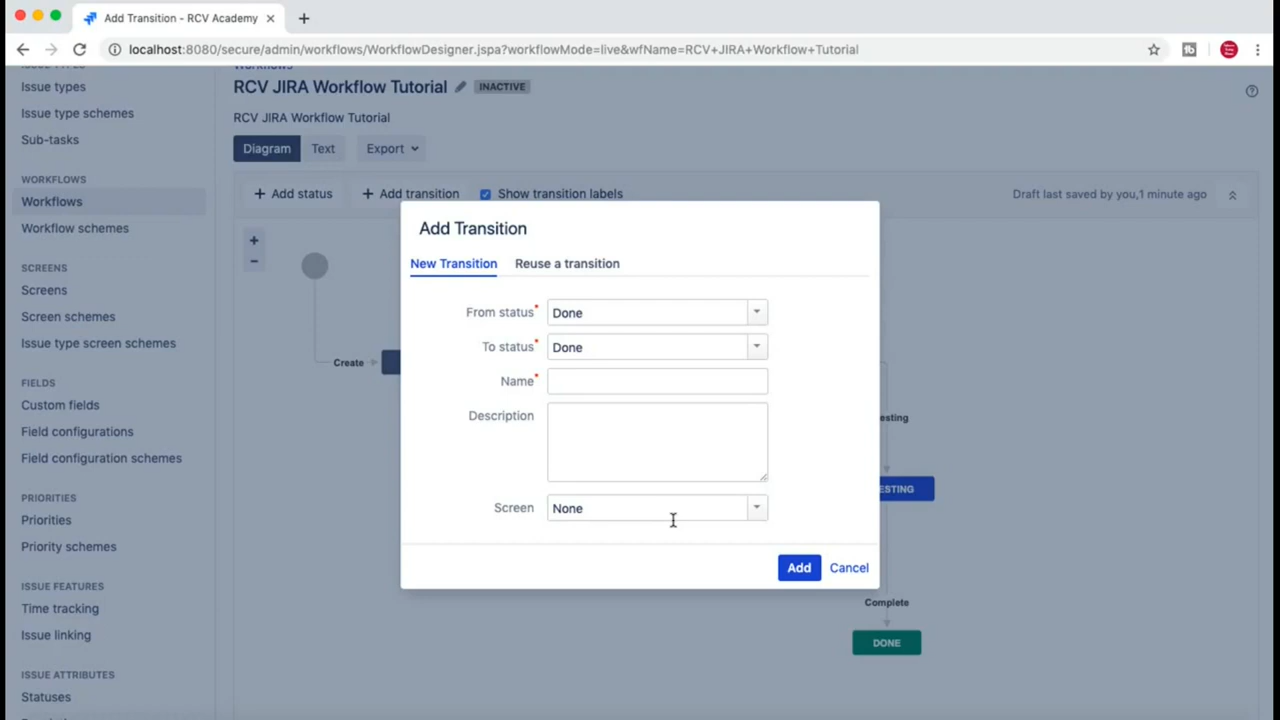 Add Transition - RCV Academy
localhost:8080/secure/admin/workflows/WorkflowDesigner.jspa?workflowMode=live&wfName=RCV+JIRA+Workflow+Tutorial
Issue types
Issue type schemes
Sub-tasks
WORKFLOWS
Workflows
Workflow schemes
SCREENS
Screens
Screen schemes
Issue type screen schemes
FIELDS
Custom fields
Field configurations
Field configuration schemes
PRIORITIES
Priorities
Priority schemes
ISSUE FEATURES
Time tracking
Issue linking
ISSUE ATTRIBUTES
Statuses
RCV JIRA Workflow Tutorial INACTIVE
RCV JIRA Workflow Tutorial
Diagram Text Export
+ Add status + Add transition Show transition labels Draft last saved by you,1 minute ago
Create
Add Transition
New Transition Reuse a transition
From status* Done
To status* Done
Name*
Description
Screen None
Add Cancel
esting
ESTING
Complete
DONE